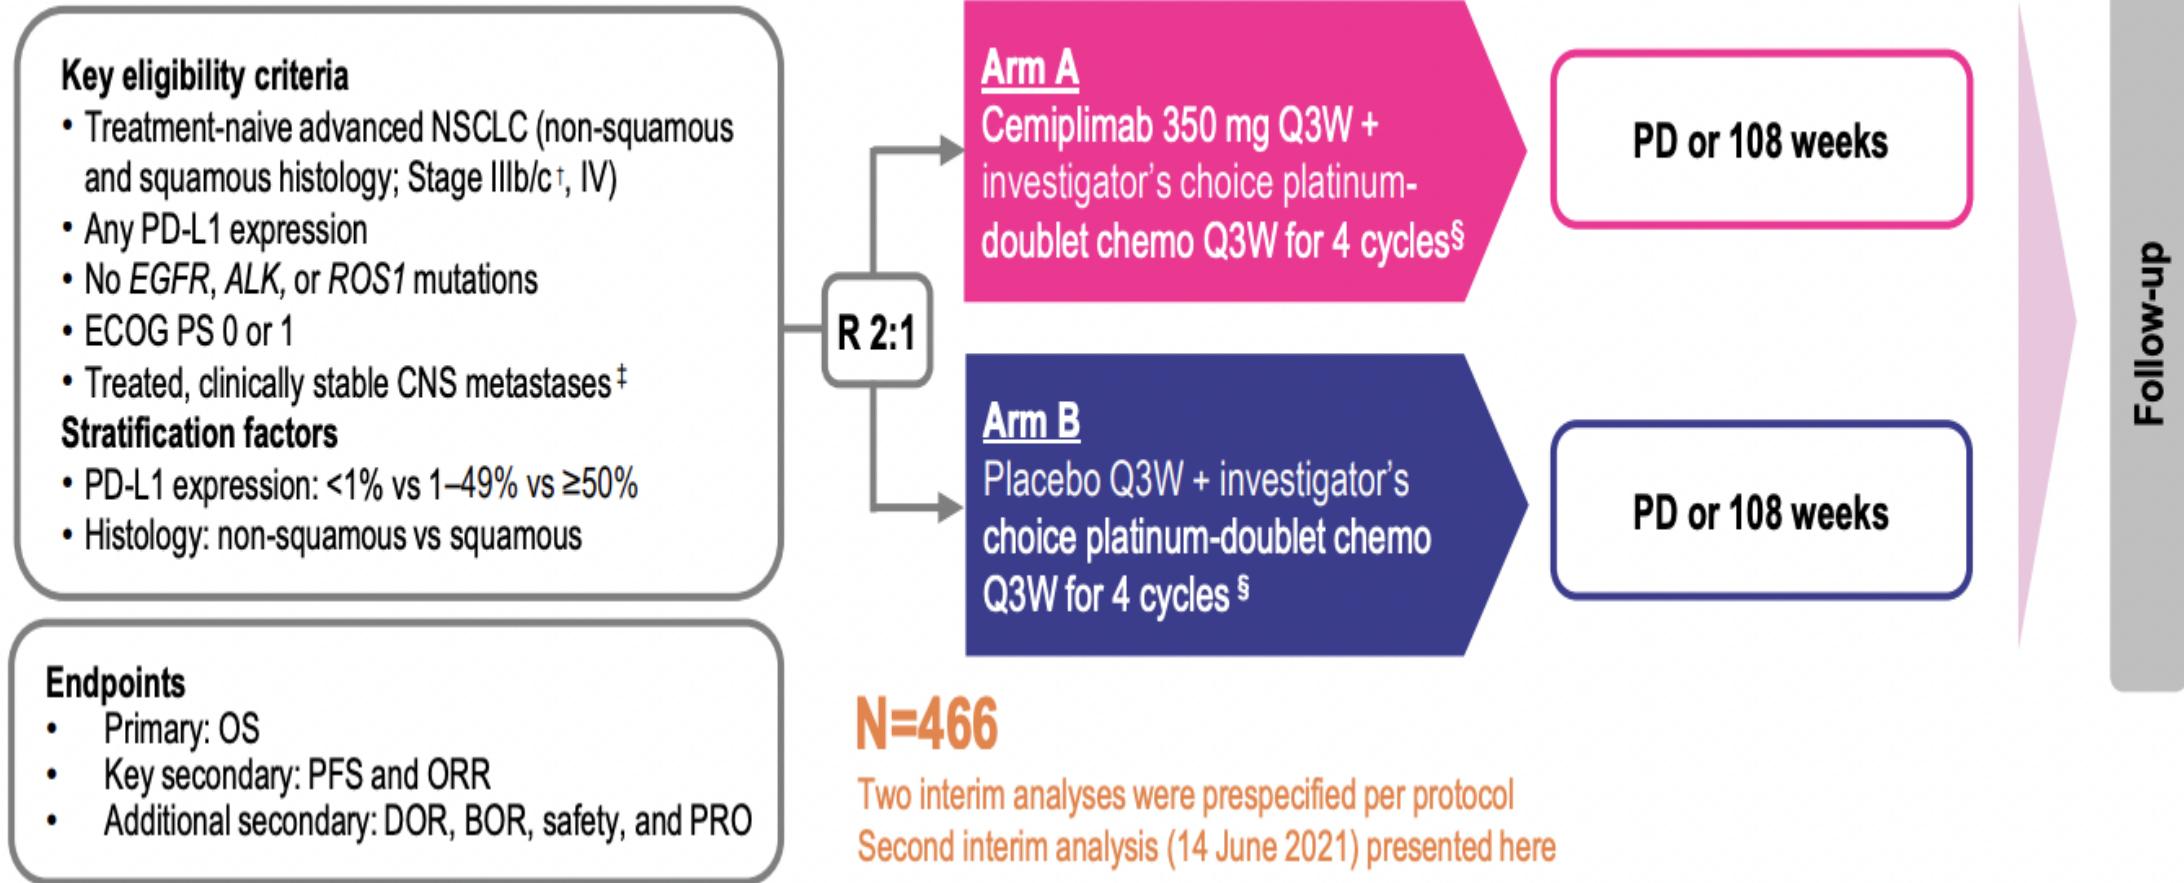 Key eligibility criteria
• Treatment-naive advanced NSCLC (non-squamous
and squamous histology; Stage IIIb/c†, IV)
• Any PD-L1 expression
• No EGFR, ALK, or ROS1 mutations
• ECOG PS 0 or 1
• Treated, clinically stable CNS metastases‡
Stratification factors
• PD-L1 expression: <1% vs 1–49% vs ≥50%
• Histology: non-squamous vs squamous
Endpoints
• Primary: OS
• Key secondary: PFS and ORR
• Additional secondary: DOR, BOR, safety, and PRO
R 2:1
Arm A
Cemiplimab 350 mg Q3W +
investigator's choice platinum-
doublet chemo Q3W for 4 cycles§
PD or 108 weeks
Arm B
Placebo Q3W + investigator's
choice platinum-doublet chemo
Q3W for 4 cycles §
PD or 108 weeks
Follow-up
N=466
Two interim analyses were prespecified per protocol
Second interim analysis (14 June 2021) presented here